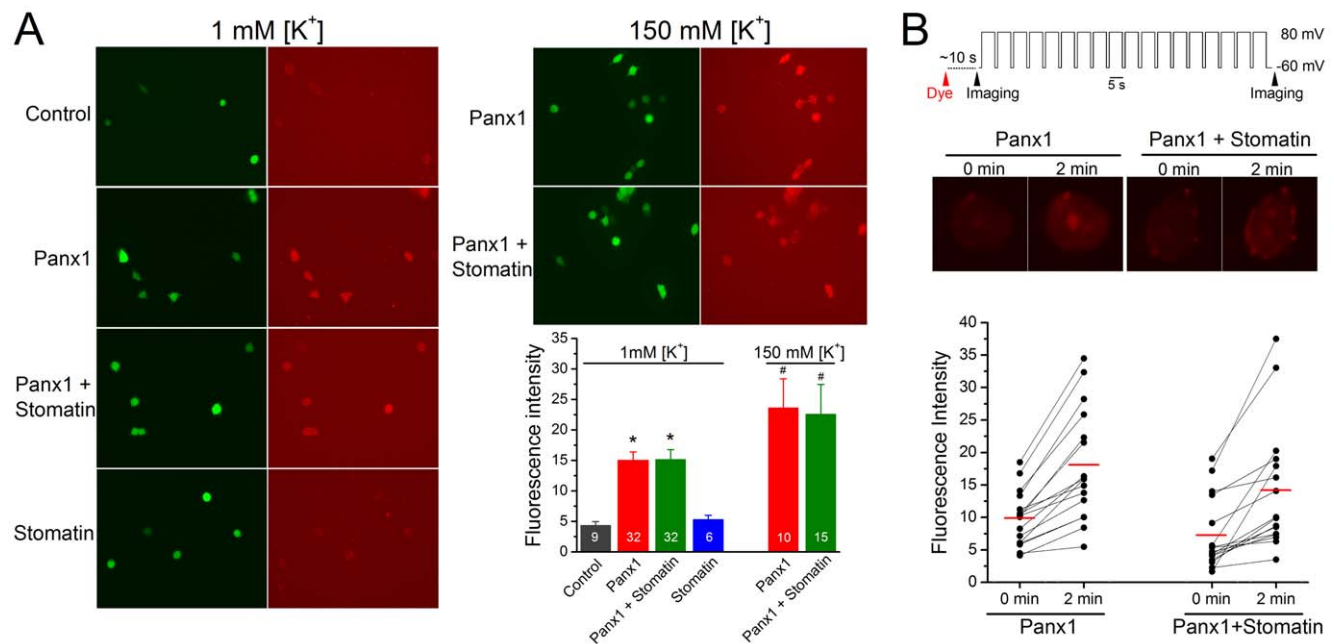 A
1 mM [K+]
Control
Panx1
Panx1 +
Stomatin
Stomatin
150 mM [K+]
Panx1
Panx1 +
Stomatin
Fluorescence intensity
35
30
25
20
15
10
5
0
1mM [K+]
150 mM [K+]
* * # #
9 32 32 6 10 15
Control
Panx1
Panx1 + Stomatin
Stomatin
Panx1
Panx1 + Stomatin
B
80 mV
~10 s
-60 mV
5 s
Dye
Imaging
Imaging
Panx1
Panx1 + Stomatin
0 min 2 min 0 min 2 min
Fluorescence Intensity
40
35
30
25
20
15
10
5
0
0 min 2 min 0 min 2 min
Panx1
Panx1+Stomatin